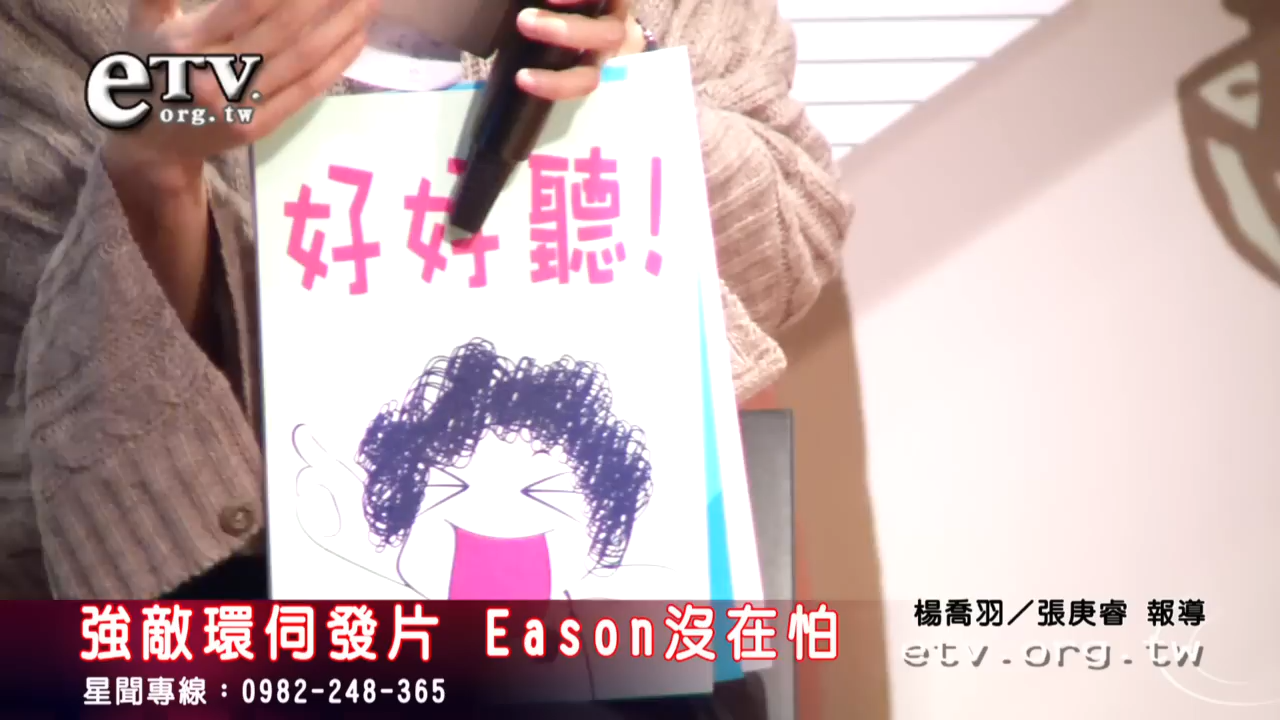 eTV.
org.tw
好好聽!
強敵環伺發片 Eason沒在怕
楊喬羽／張庚睿 報導
etv.org.tw
星聞專線：0982-248-365